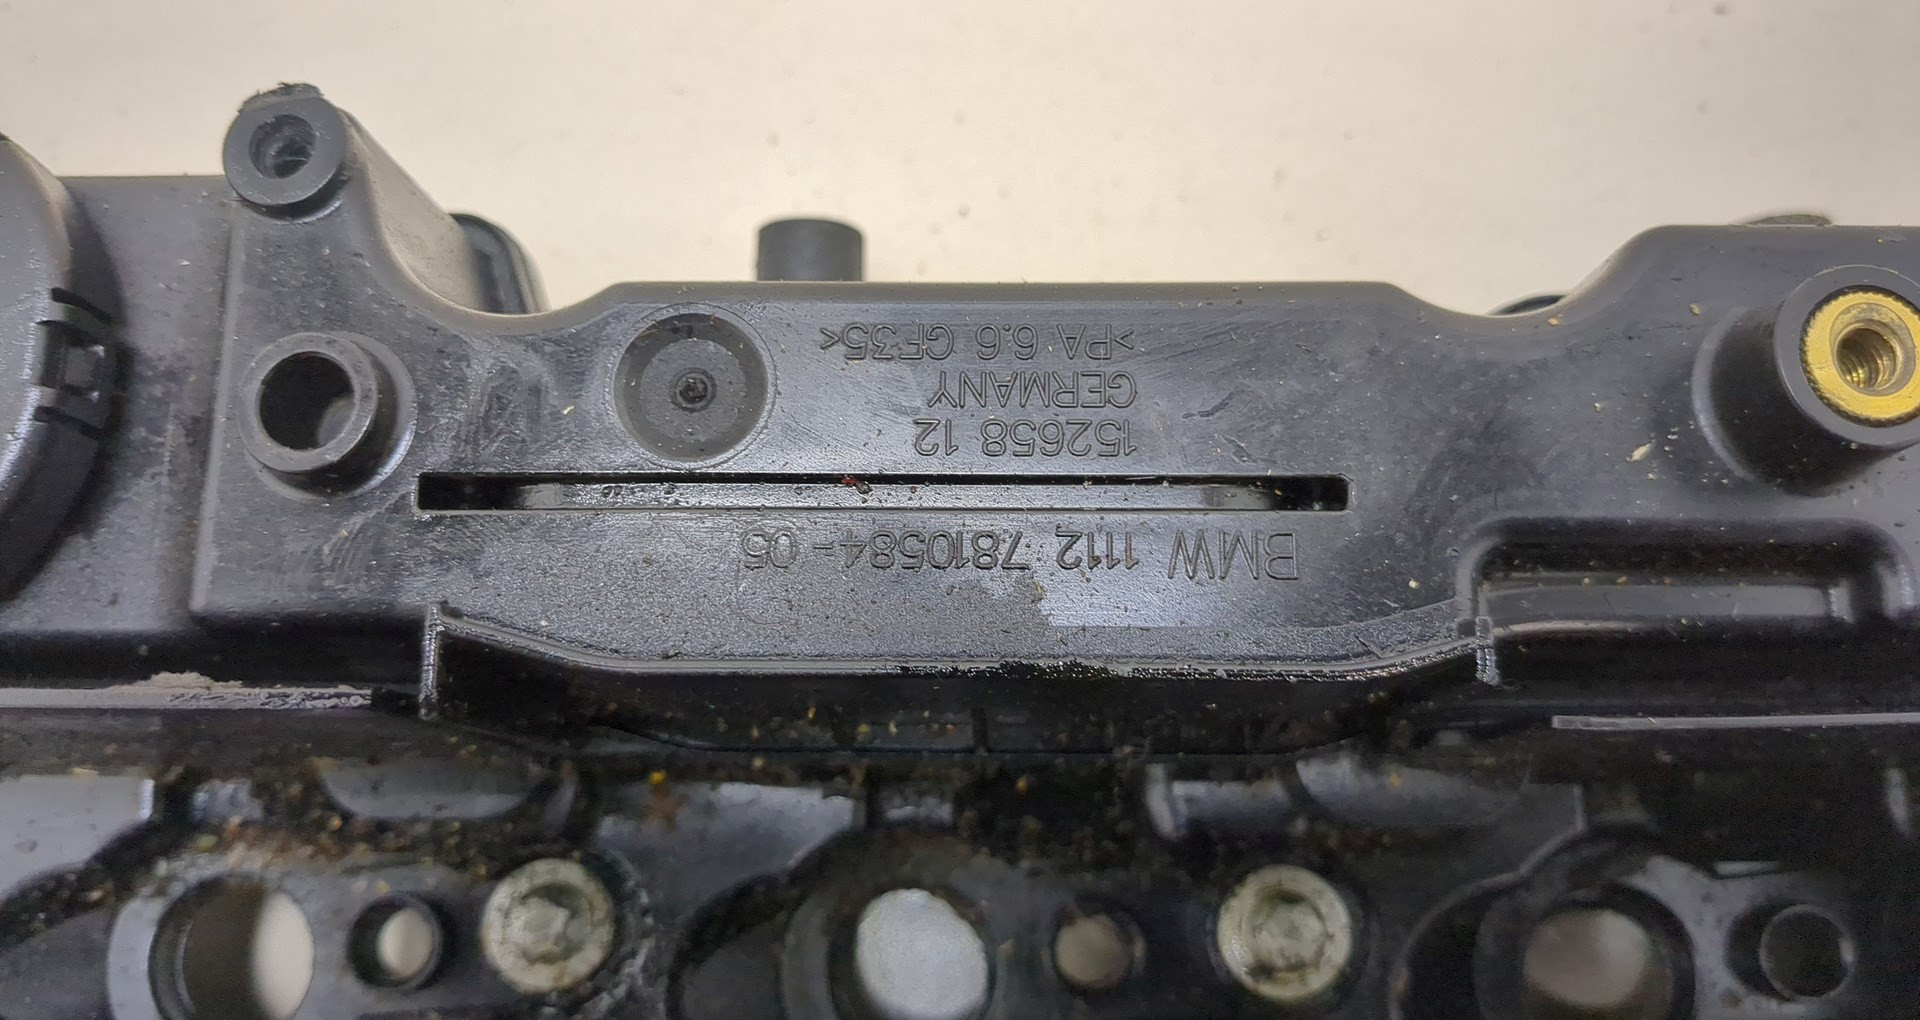 BMW 1112 7810584-05
152658 12
GERMANY
>PA 6.6 GF35<